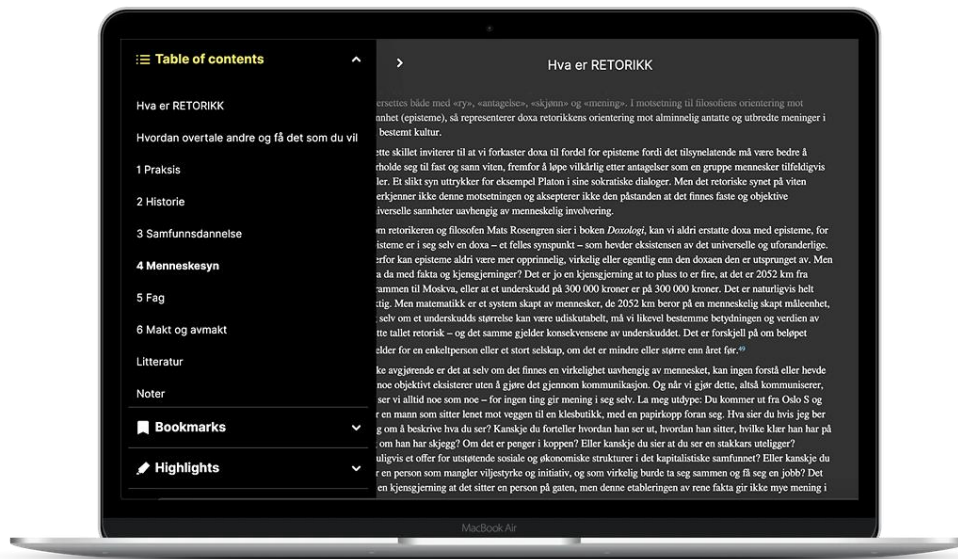 Table of contents
Hva er RETORIKK
Hvordan overtale andre og få det som du vil
1 Praksis
2 Historie
3 Samfunnsdannelse
4 Menneskesyn
5 Fag
6 Makt og avmakt
Litteratur
Noter
Bookmarks
Highlights
Hva er RETORIKK
ersettes både med «ry», «antagelse», «skjønn» og «mening». I motsetning til filosofiens orientering mot
nnhet (episteme), så representerer doxa retorikkens orientering mot alminnelig antatte og utbredte meninger i
bestemt kultur.
ette skillet inviterer til at vi forkaster doxa til fordel for episteme fordi det tilsynelatende må være bedre å
rholde seg til fast og sann viten, fremfor å løpe vilkårlig etter antagelser som en gruppe mennesker tilfeldigvis
ler. Et slikt syn uttrykker for eksempel Platon i sine sokratiske dialoger. Men det retoriske synet på viten
erkjenner ikke denne motsetningen og aksepterer ikke den påstanden at det finnes faste og objektive
iverselle sannheter uavhengig av menneskelig involvering.
om retorikeren og filosofen Mats Rosengren sier i boken Doxologi, kan vi aldri erstatte doxa med episteme, for
isteme er i seg selv en doxa – et felles synspunkt – som hevder eksistensen av det universelle og uforanderlige.
erfor kan episteme aldri være mer opprinnelig, virkelig eller egentlig enn den doxaen den er utsprunget av. Men
a da med fakta og kjensgjerninger? Det er jo en kjensgjerning at to pluss to er fire, at det er 2052 km fra
rammen til Moskva, eller at et underskudd på 300 000 kroner er på 300 000 kroner. Det er naturligvis helt
ktig. Men matematikk er et system skapt av mennesker, de 2052 km beror på en menneskelig skapt måleenhet,
selv om et underskudds størrelse kan være udiskutabelt, må vi likevel bestemme betydningen og verdien av
tte tallet retorisk – og det samme gjelder konsekvensene av underskuddet. Det er forskjell på om beløpet
elder for en enkeltperson eller et stort selskap, om det er mindre eller større enn året før.⁴⁹
ke avgjørende er det at selv om det finnes en virkelighet uavhengig av mennesket, kan ingen forstå eller hevde
noe objektivt eksisterer uten å gjøre det gjennom kommunikasjon. Og når vi gjør dette, altså kommuniserer,
ser vi alltid noe som noe – for ingen ting gir mening i seg selv. La meg utdype: Du kommer ut fra Oslo S og
r en mann som sitter lenet mot veggen til en klesbutikk, med en papirkopp foran seg. Hva sier du hvis jeg ber
g om å beskrive hva du ser? Kanskje du forteller hvordan han ser ut, hvordan han sitter, hvilke klær han har på
om han har skjegg? Om det er penger i koppen? Eller kanskje du sier at du ser en stakkars uteligger?
uligvis et offer for utstøtende sosiale og økonomiske strukturer i det kapitalistiske samfunnet? Eller kanskje du
r en person som mangler viljestyrke og initiativ, og som virkelig burde ta seg sammen og få seg en jobb? Det
en kjensgjerning at det sitter en person på gaten, men denne etableringen av rene fakta gir ikke mye mening i
MacBook Air